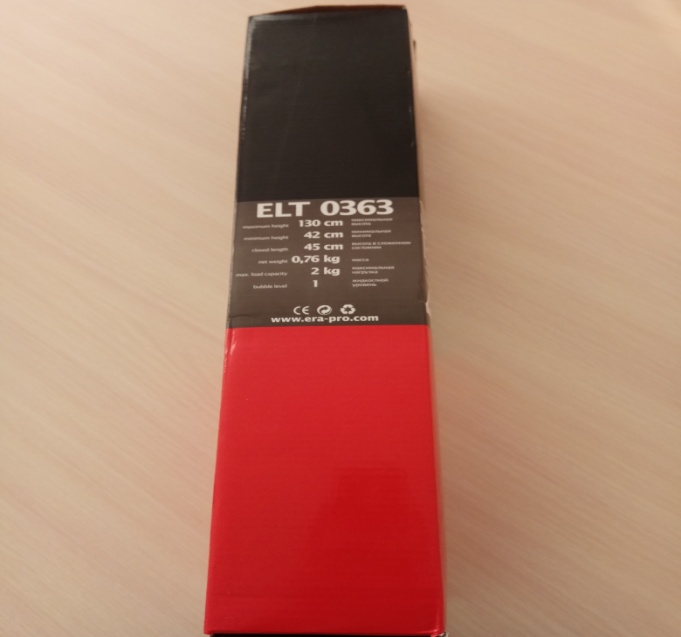 ELT 0363
maximum height 130 cm максимальная высота
minimum height 42 cm минимальная высота
closed length 45 cm высота в сложенном состоянии
net weight 0,76 kg масса
max. load capacity 2 kg максимальная нагрузка
bubble level 1 жидкостной уровень
CE
www.era-pro.com